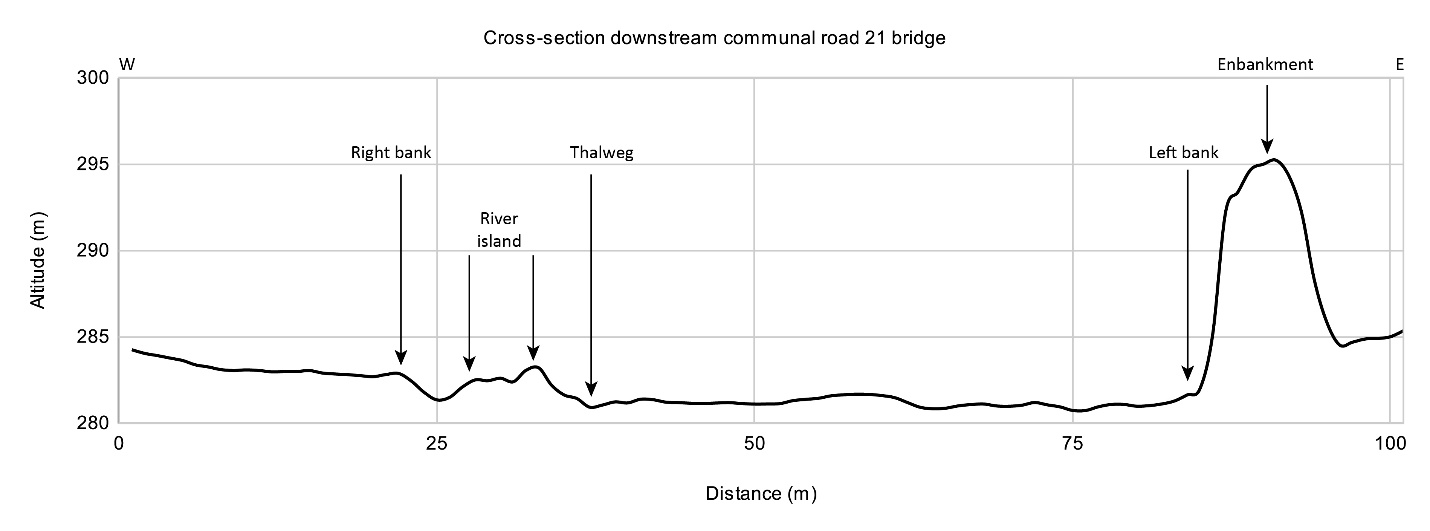 Cross-section downstream communal road 21 bridge
W
Enbankment
E
300
295
290
285
280
Right bank
Thalweg
Left bank
River
island
Altitude (m)
0
25
50
75
100
Distance (m)